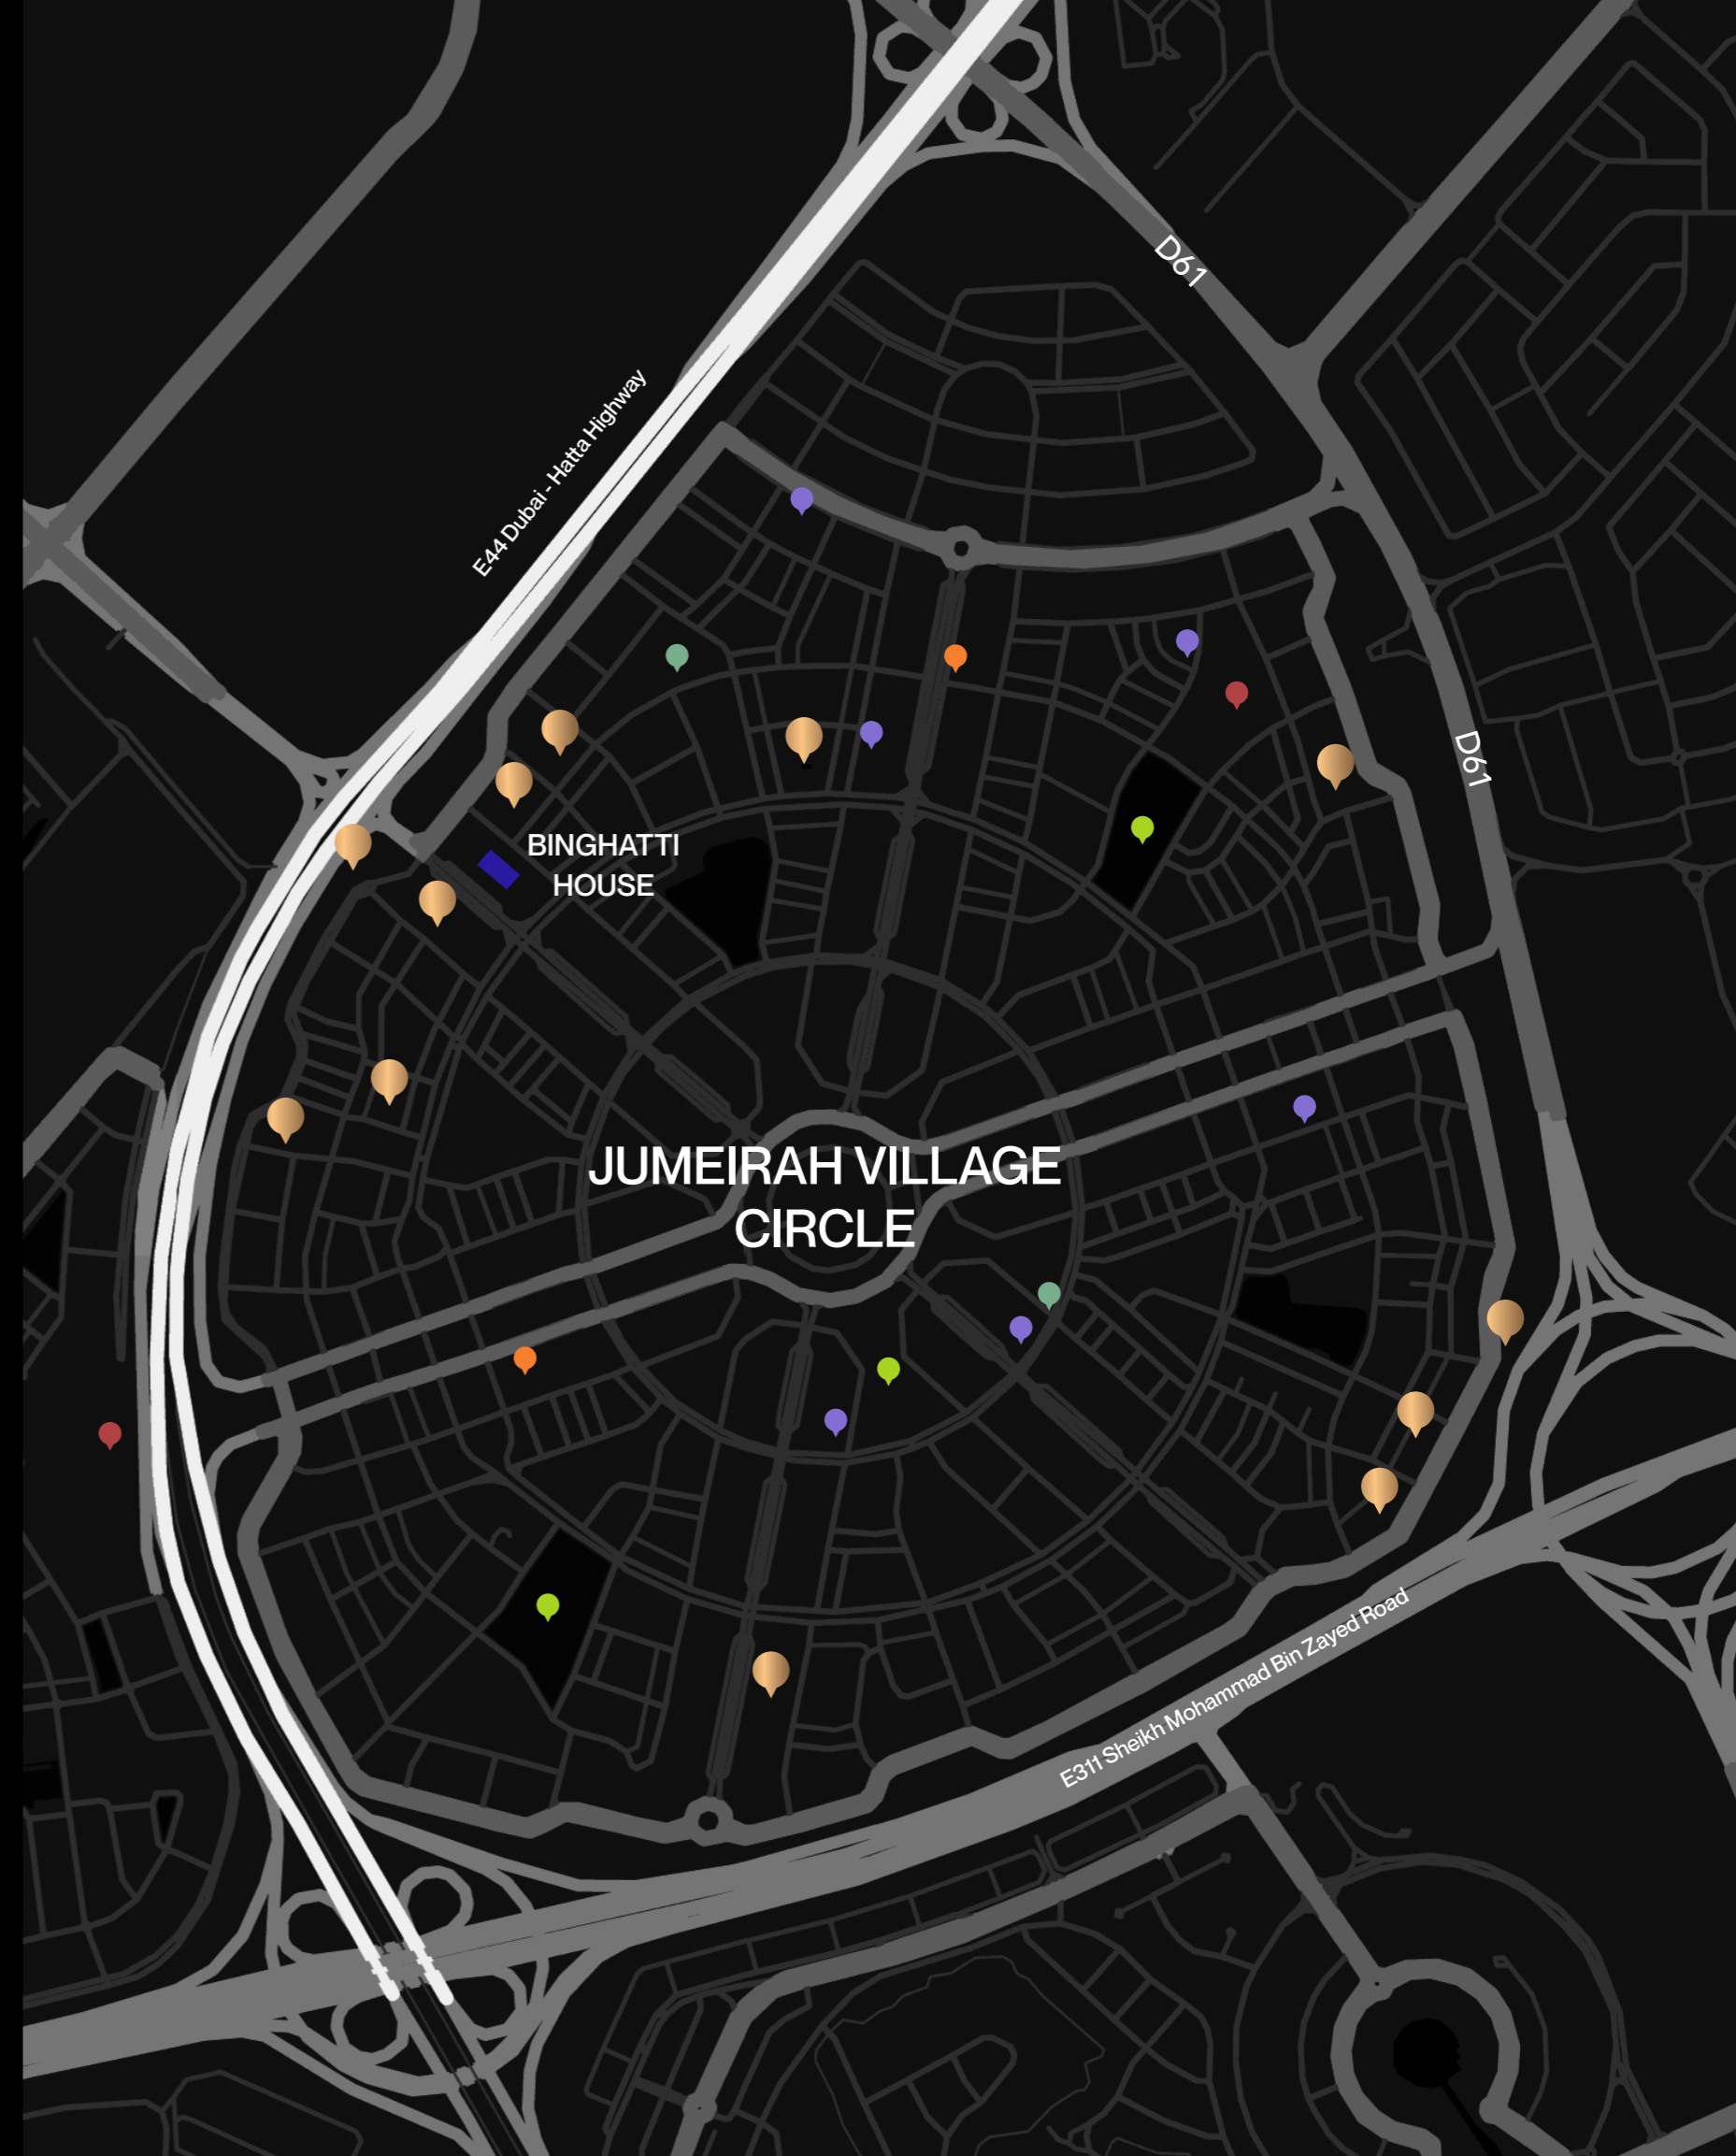 D61
E44 Dubai - Hatta Highway
D61
BINGHATTI
HOUSE
JUMEIRAH VILLAGE
CIRCLE
E311 Sheikh Mohammad Bin Zayed Road